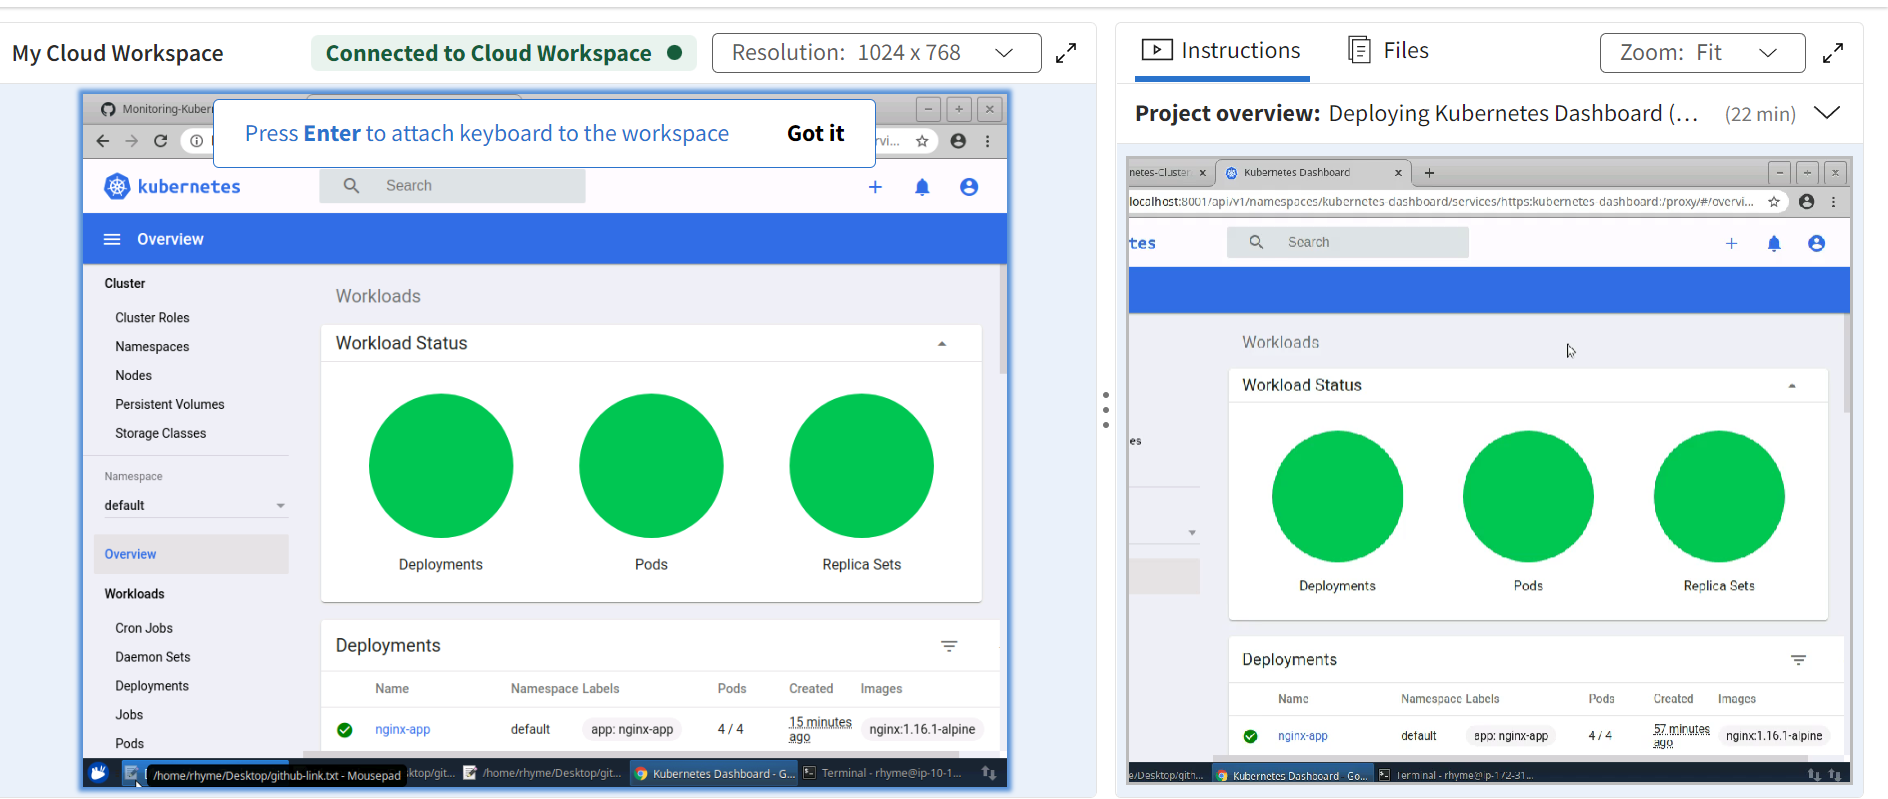 My Cloud Workspace
Connected to Cloud Workspace
Resolution: 1024 x 768
Monitoring-Kuber
Press Enter to attach keyboard to the workspace
Got it
rvi...
kubernetes
Search
Overview
Cluster
Cluster Roles
Namespaces
Nodes
Persistent Volumes
Storage Classes
Namespace
default
Overview
Workloads
Cron Jobs
Daemon Sets
Deployments
Jobs
Pods
Workloads
Workload Status
Deployments
Pods
Replica Sets
Deployments
Name Namespace Labels Pods Created Images
nginx-app default app: nginx-app 4 / 4 15 minutes ago nginx:1.16.1-alpine
/home/rhyme/Desktop/github-link.txt - Mousepad
ktop/git...
/home/rhyme/Desktop/git...
Kubernetes Dashboard - G...
Terminal - rhyme@ip-10-1...
Instructions
Files
Zoom: Fit
Project overview: Deploying Kubernetes Dashboard (... (22 min)
netes-Cluster
Kubernetes Dashboard
localhost:8001/api/v1/namespaces/kubernetes-dashboard/services/https:kubernetes-dashboard:/proxy/#/overvi...
tes
Search
es
Workloads
Workload Status
Deployments
Pods
Replica Sets
Deployments
Name Namespace Labels Pods Created Images
nginx-app default app: nginx-app 4 / 4 57 minutes ago nginx:1.16.1-alpine
e/Desktop/gith...
Kubernetes Dashboard - Go...
Terminal - rhyme@ip-172-31...